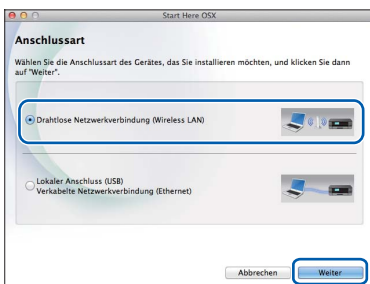 Start Here OSX
Anschlussart
Wählen Sie die Anschlussart des Gerätes, das Sie installieren möchten, und klicken Sie dann
auf "Weiter".
Drahtlose Netzwerkverbindung (Wireless LAN)
Lokaler Anschluss (USB)
Verkabelte Netzwerkverbindung (Ethernet)
Abbrechen Weiter